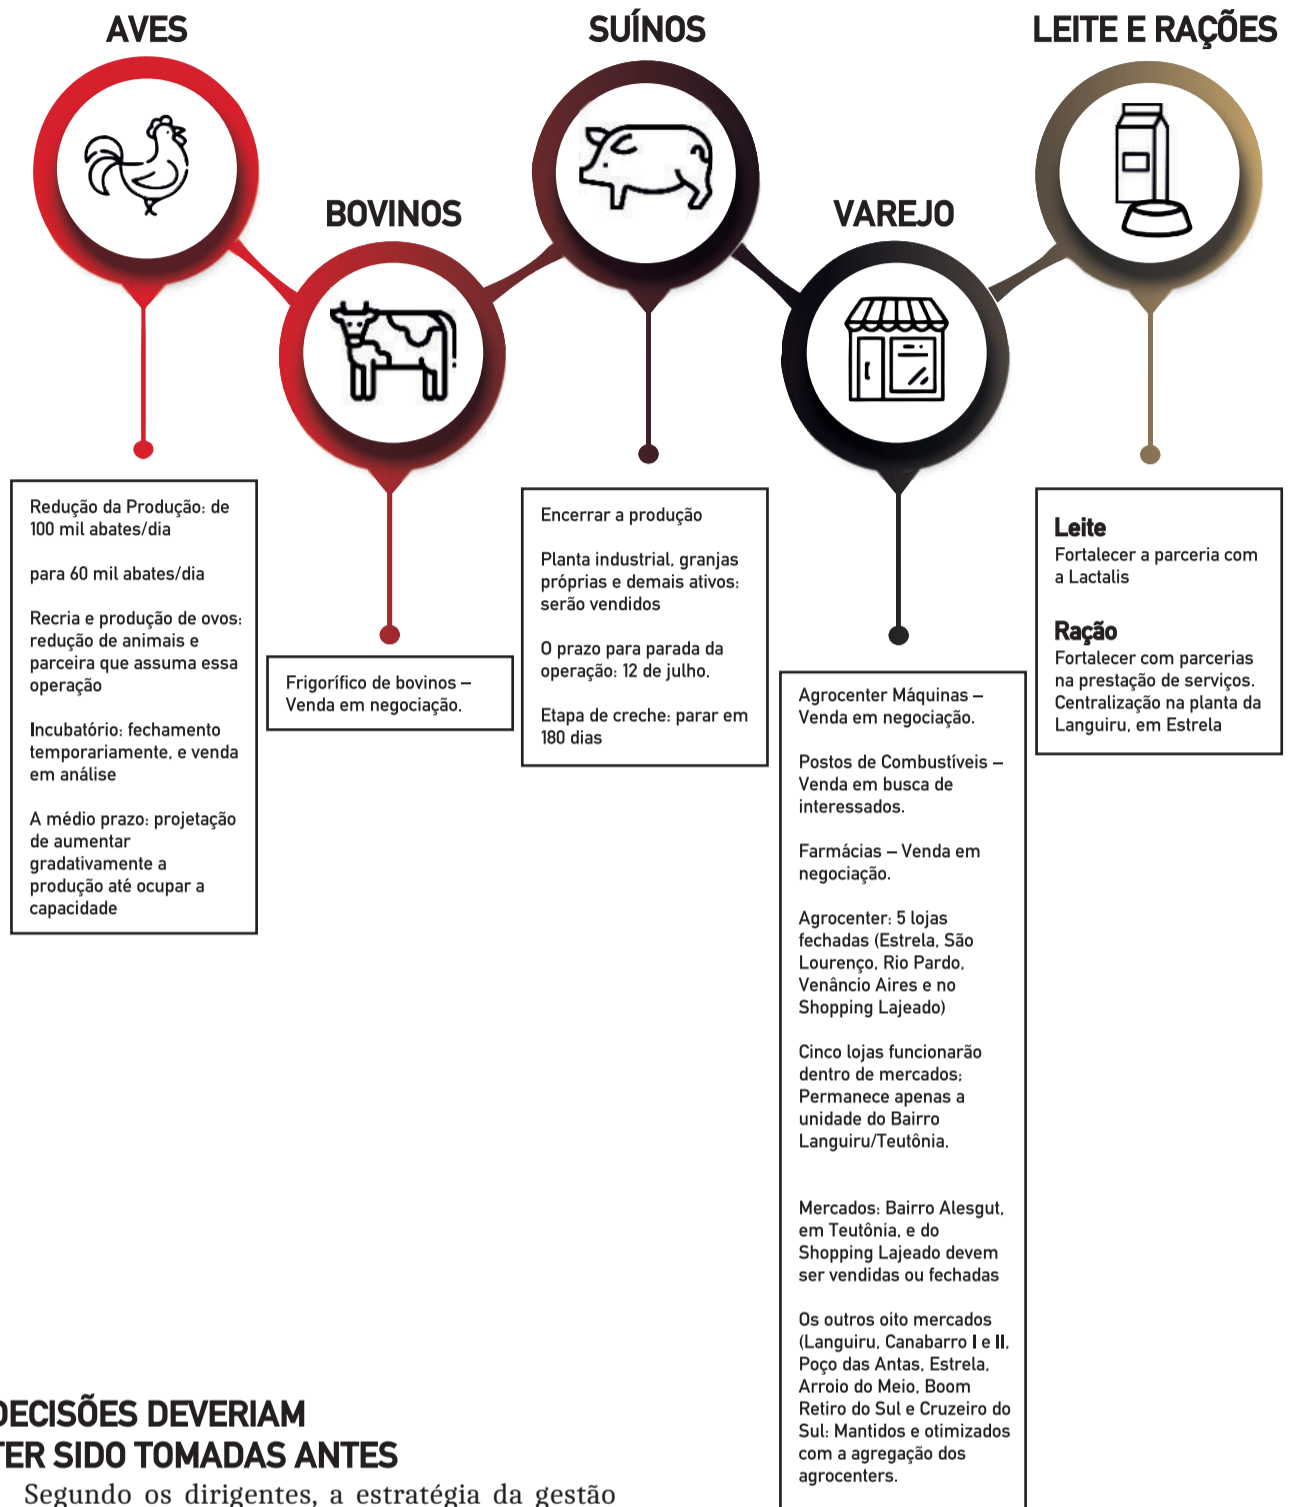 AVES
Redução da Produção: de
100 mil abates/dia
para 60 mil abates/dia
Recria e produção de ovos:
redução de animais e
parceira que assuma essa
operação
Incubatório: fechamento
temporariamente, e venda
em análise
A médio prazo: projetação
de aumentar
gradativamente a
produção até ocupar a
capacidade
BOVINOS
Frigorífico de bovinos –
Venda em negociação.
SUÍNOS
Encerrar a produção
Planta industrial, granjas
próprias e demais ativos:
serão vendidos
O prazo para parada da
operação: 12 de julho.
Etapa de creche: parar em
180 dias
VAREJO
Agrocenter Máquinas –
Venda em negociação.
Postos de Combustíveis –
Venda em busca de
interessados.
Farmácias – Venda em
negociação.
Agrocenter: 5 lojas
fechadas (Estrela, São
Lourenço, Rio Pardo,
Venâncio Aires e no
Shopping Lajeado)
Cinco lojas funcionarão
dentro de mercados;
Permanece apenas a
unidade do Bairro
Languiru/Teutônia.
Mercados: Bairro Alesgut,
em Teutônia, e do
Shopping Lajeado devem
ser vendidas ou fechadas
Os outros oito mercados
(Languiru, Canabarro I e II,
Poço das Antas, Estrela,
Arroio do Meio, Boom
Retiro do Sul e Cruzeiro do
Sul: Mantidos e otimizados
com a agregação dos
agrocenters.
LEITE E RAÇÕES
Leite
Fortalecer a parceria com
a Lactalis
Ração
Fortalecer com parcerias
na prestação de serviços.
Centralização na planta da
Languiru, em Estrela
DECISÕES DEVERIAM
TER SIDO TOMADAS ANTES
Segundo os dirigentes, a estratégia da gestão